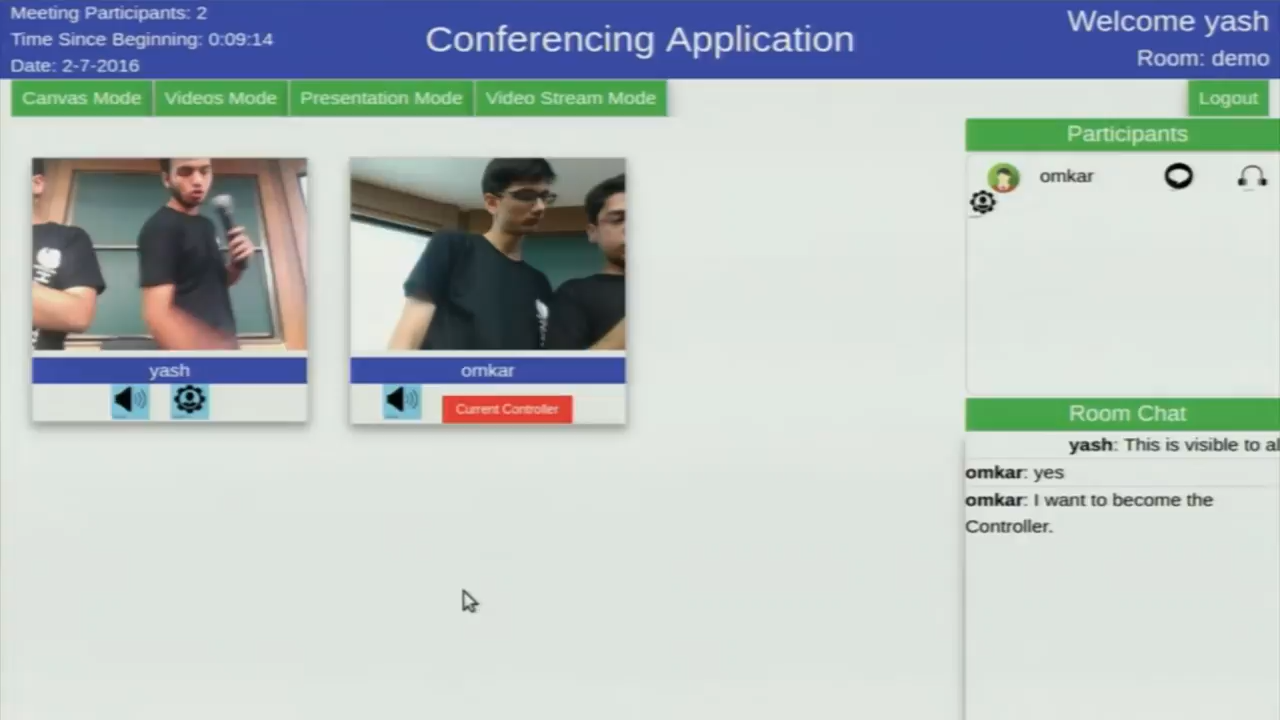 Meeting Participants: 2
Time Since Beginning: 0:09:14
Date: 2-7-2016
Conferencing Application
Welcome yash
Room: demo
Canvas Mode
Videos Mode
Presentation Mode
Video Stream Mode
Logout
Participants
omkar
yash
omkar
Current Controller
Room Chat
yash: This is visible to al
omkar: yes
omkar: I want to become the
Controller.